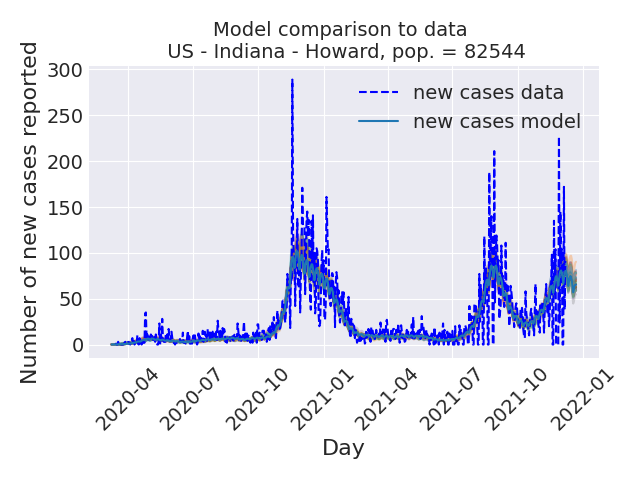 Model comparison to data
US - Indiana - Howard, pop. = 82544
Number of new cases reported
300
250
200
150
100
50
0
new cases data
new cases model
2020-04
2020-07
2020-10
2021-01
2021-04
2021-07
2021-10
2022-01
Day